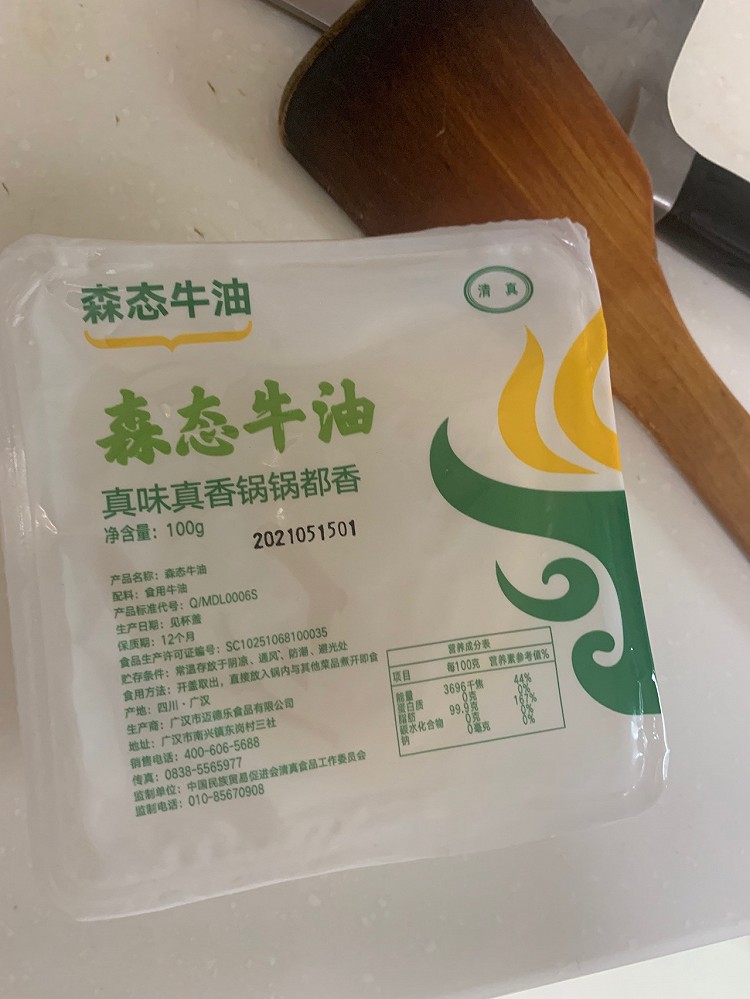 森态牛油
清 真
森态牛油
真味真香锅锅都香
净含量：100g
2021051501
产品名称：森态牛油
配料：食用牛油
产品标准代号：Q/MDL0006S
生产日期：见杯盖
保质期：12个月
食品生产许可证编号：SC10251068100035
贮存条件：常温存放于阴凉、通风、防潮、避光处
食用方法：开盖取出，直接放入锅内与其他菜品煮开即食
产地：四川·广汉
生产商：广汉市迈德乐食品有限公司
地址：广汉市南兴镇东岗村三社
销售电话：400-606-5688
传真：0838-5565977
监制单位：中国民族贸易促进会清真食品工作委员会
监制电话：010-85670908
营养成分表
项目 每100克 营养素参考值%
能量 3696千焦 44%
蛋白质 0克 0%
脂肪 99.9克 167%
碳水化合物 0克 0%
钠 0毫克 0%